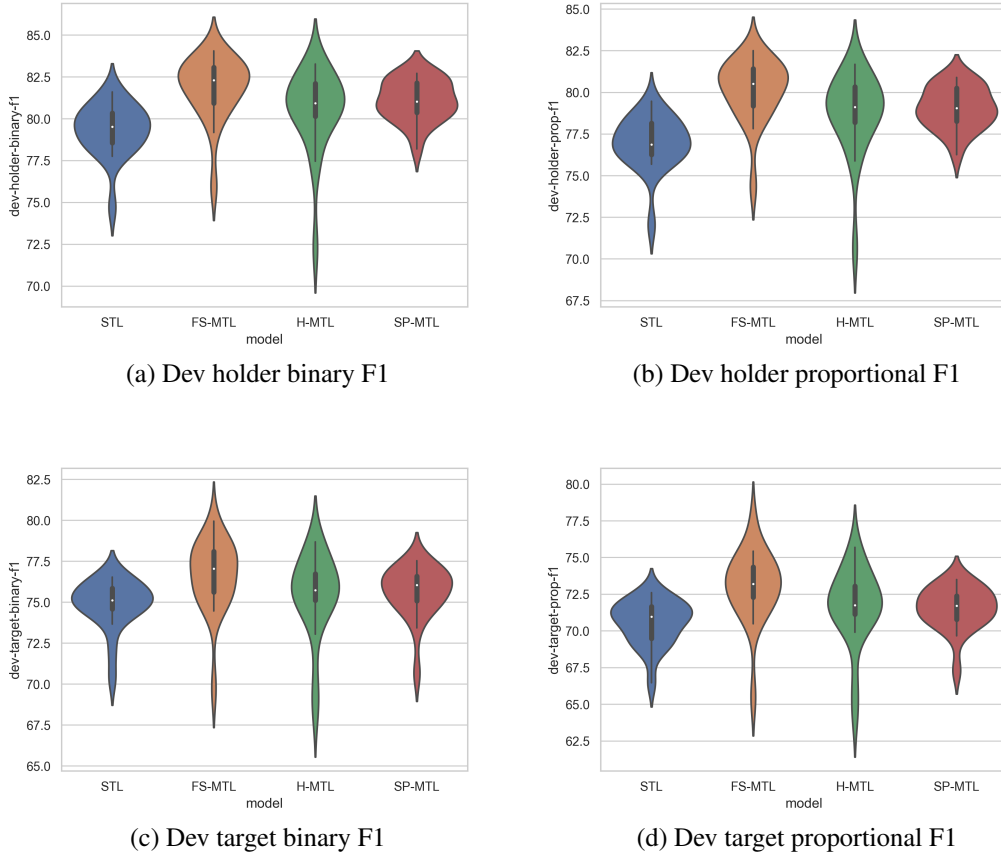 85.0
82.5
80.0
77.5
75.0
72.5
70.0
dev-holder-binary-f1
STL FS-MTL H-MTL SP-MTL
model
(a) Dev holder binary F1
85.0
82.5
80.0
77.5
75.0
72.5
70.0
67.5
dev-holder-prop-f1
STL FS-MTL H-MTL SP-MTL
model
(b) Dev holder proportional F1
82.5
80.0
77.5
75.0
72.5
70.0
67.5
65.0
dev-target-binary-f1
STL FS-MTL H-MTL SP-MTL
model
(c) Dev target binary F1
80.0
77.5
75.0
72.5
70.0
67.5
65.0
62.5
dev-target-prop-f1
STL FS-MTL H-MTL SP-MTL
model
(d) Dev target proportional F1